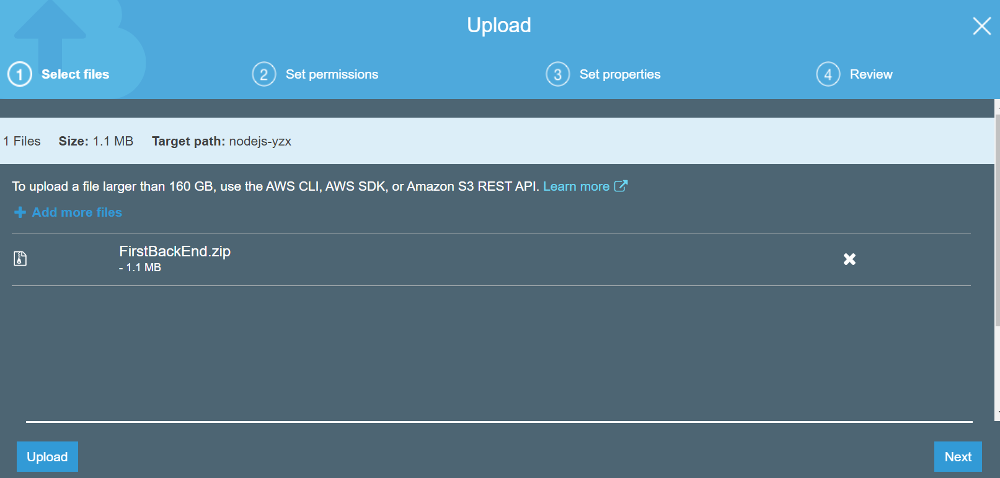 Upload
1 Select files 2 Set permissions 3 Set properties 4 Review
1 Files Size: 1.1 MB Target path: nodejs-yzx
To upload a file larger than 160 GB, use the AWS CLI, AWS SDK, or Amazon S3 REST API. Learn more
Add more files
FirstBackEnd.zip
- 1.1 MB
Upload Next